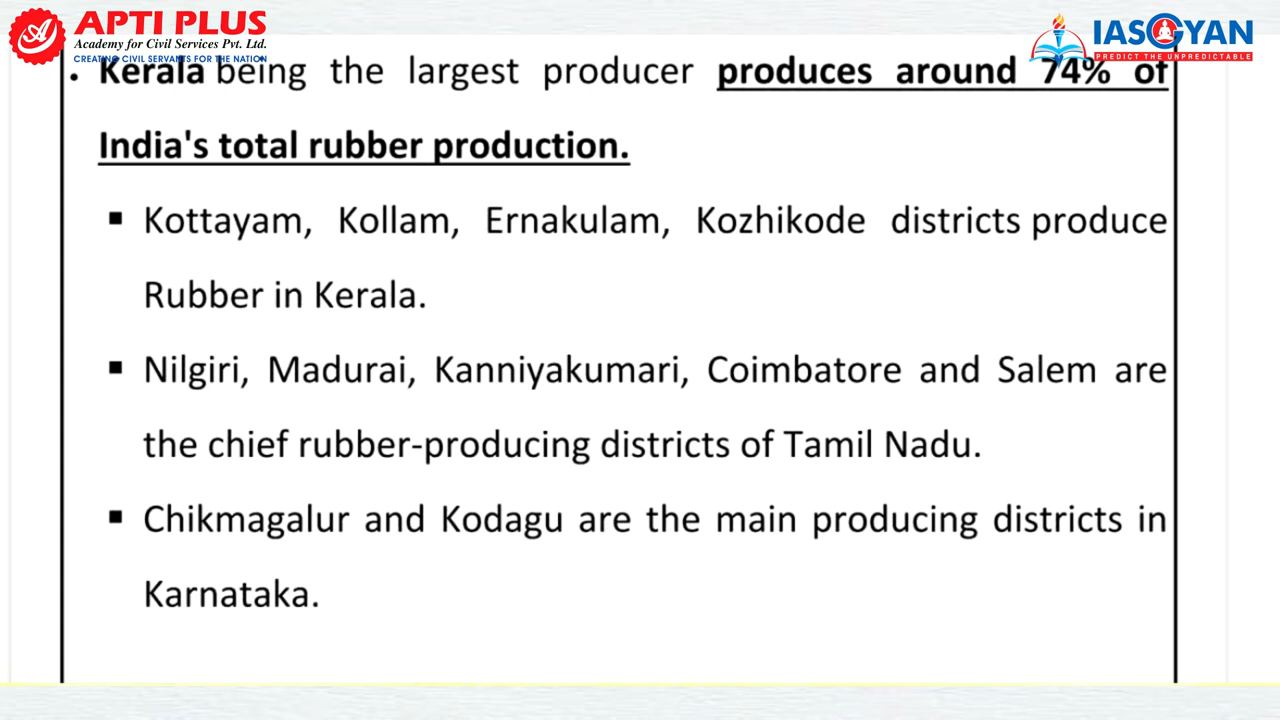 APTI PLUS
Academy for Civil Services Pvt. Ltd.
CREATING CIVIL SERVANTS FOR THE NATION
IASGYAN
PREDICT THE UNPREDICTABLE
• Kerala being the largest producer produces around 74% of
India's total rubber production.
▪ Kottayam, Kollam, Ernakulam, Kozhikode districts produce
Rubber in Kerala.
▪ Nilgiri, Madurai, Kanniyakumari, Coimbatore and Salem are
the chief rubber-producing districts of Tamil Nadu.
▪ Chikmagalur and Kodagu are the main producing districts in
Karnataka.